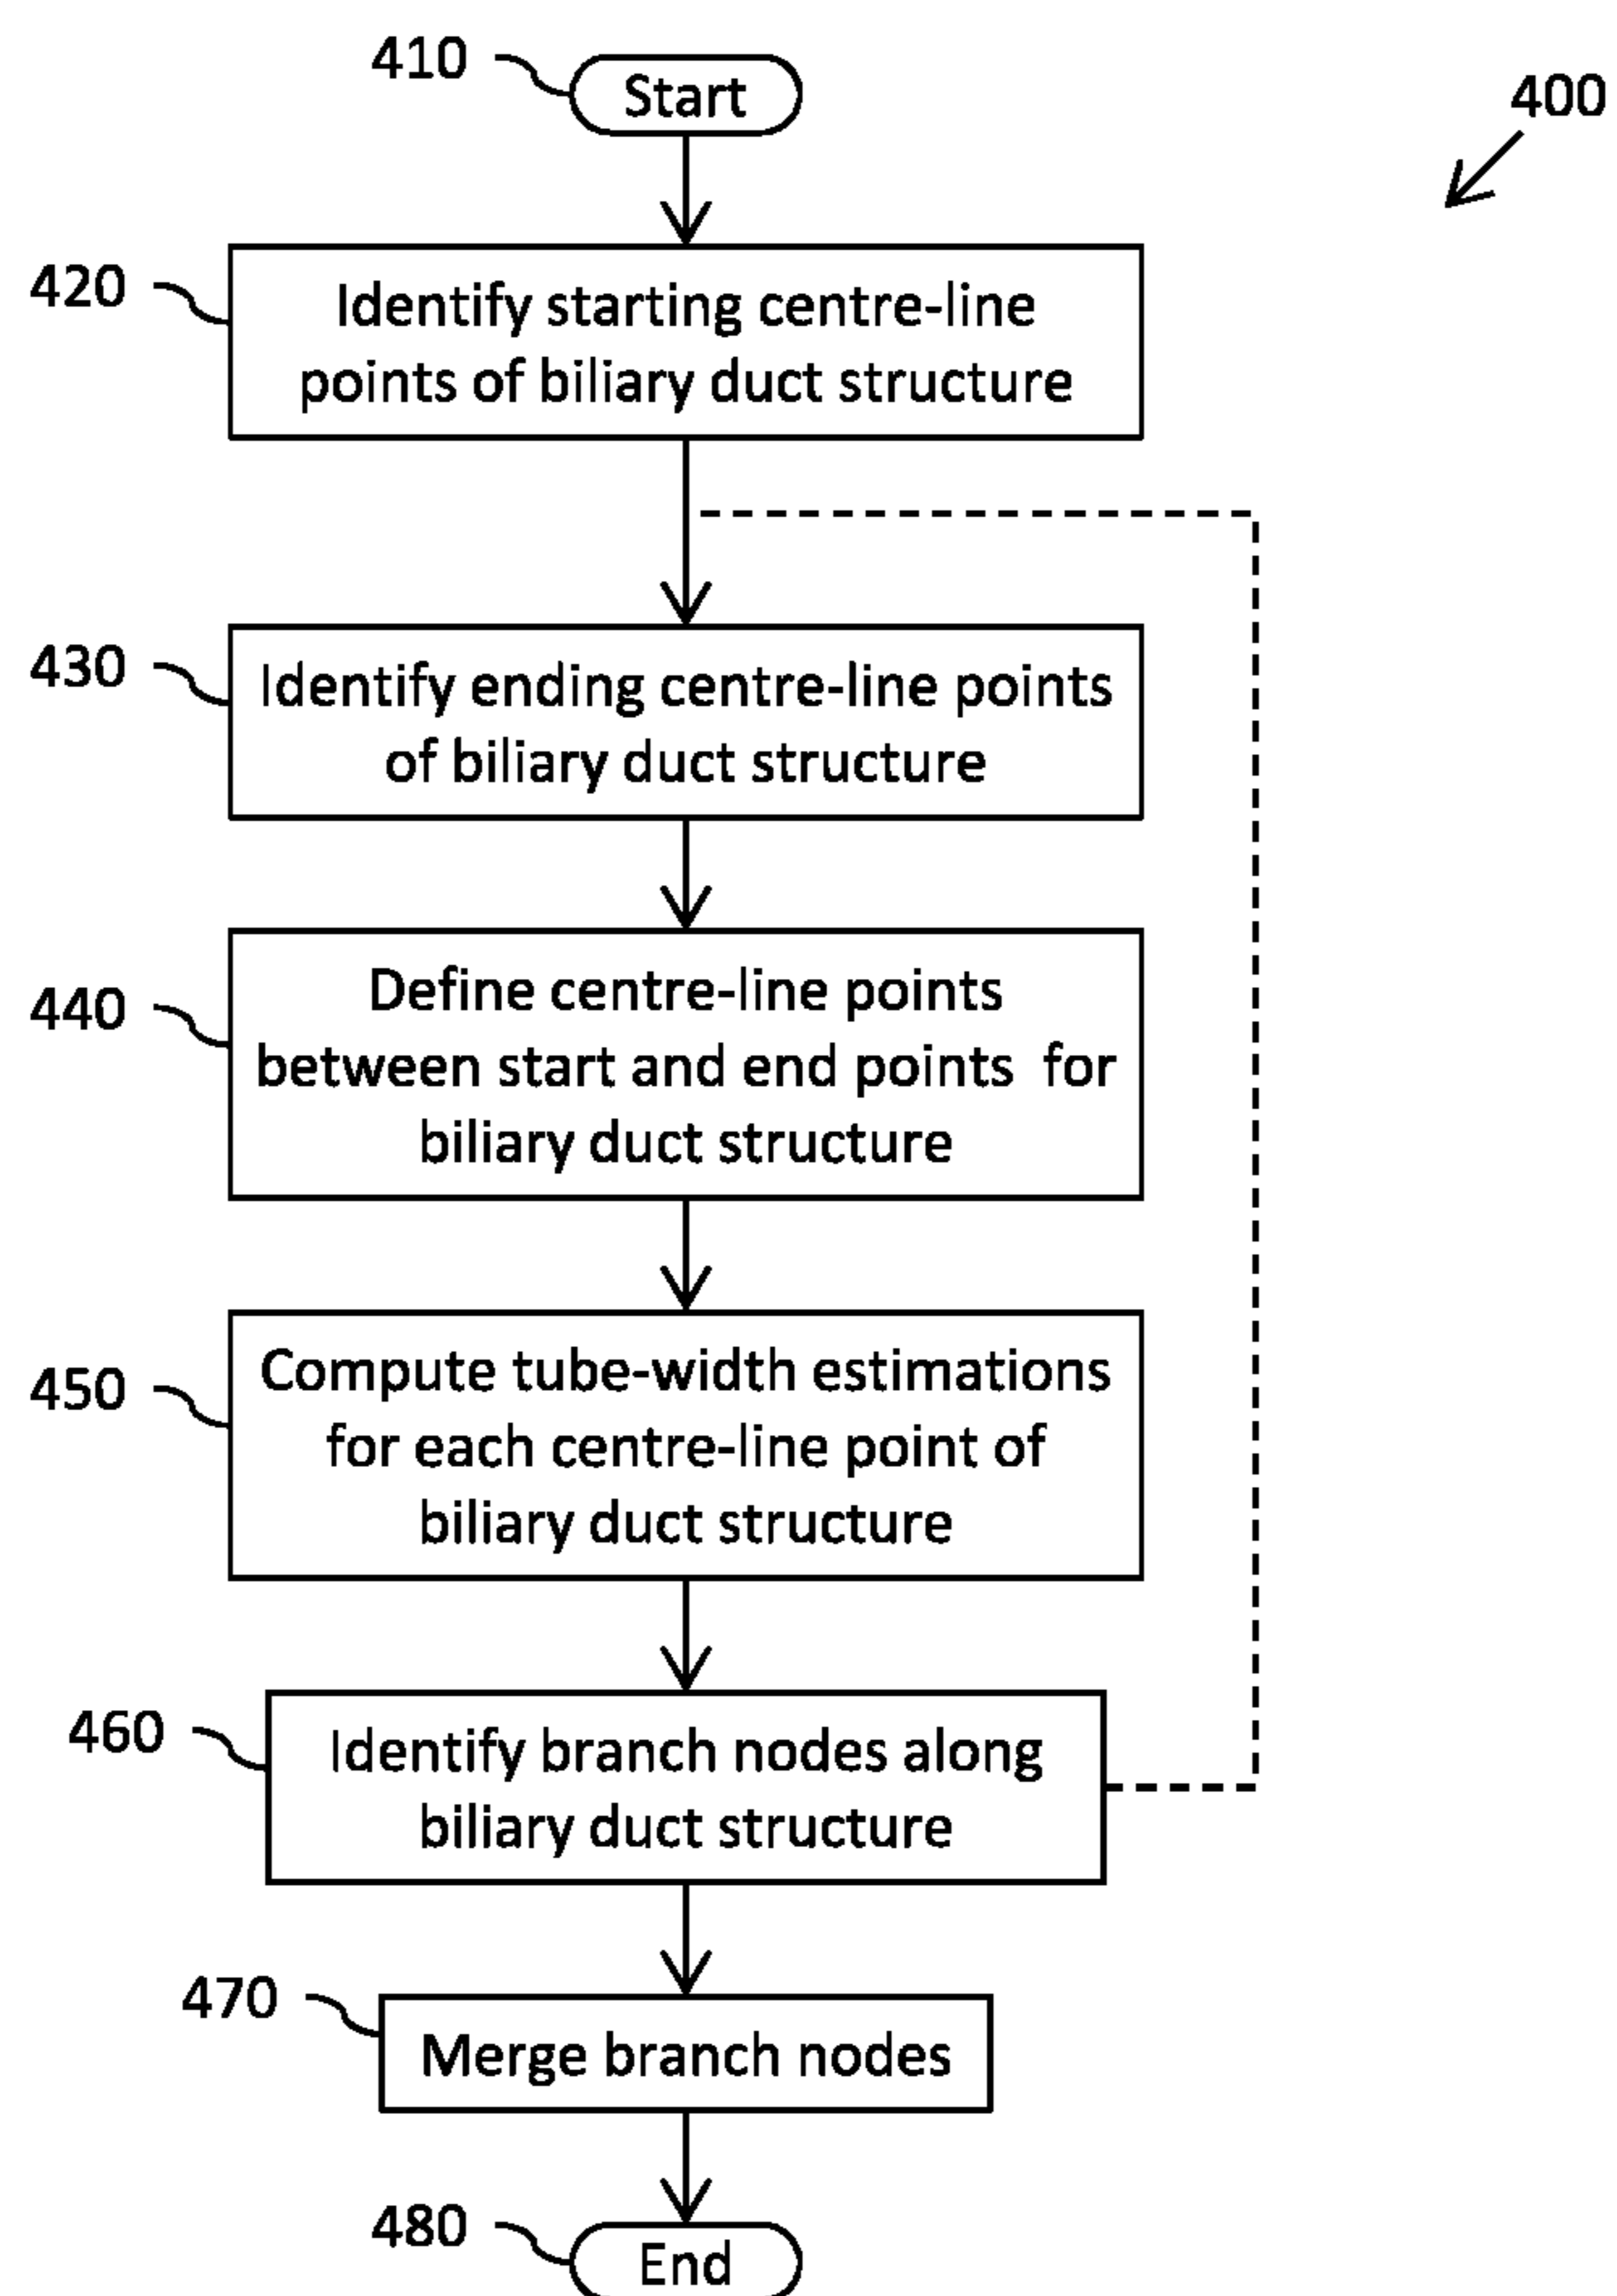 410
Start
400
420
Identify starting centre-line
points of biliary duct structure
430
Identify ending centre-line points
of biliary duct structure
440
Define centre-line points
between start and end points for
biliary duct structure
450
Compute tube-width estimations
for each centre-line point of
biliary duct structure
460
Identify branch nodes along
biliary duct structure
470
Merge branch nodes
480
End